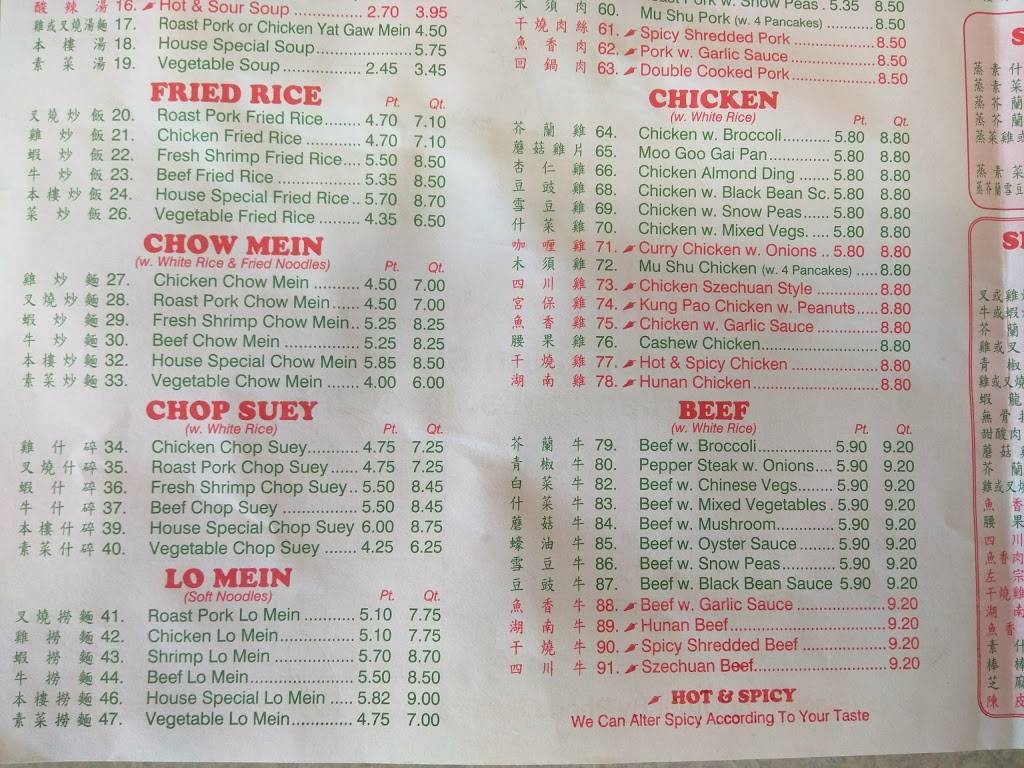 酸辣湯 16. Hot & Sour Soup .................. 2.70 3.95
雞或叉燒湯麵 17. Roast Pork or Chicken Yat Gaw Mein 4.50
本樓湯 18. House Special Soup........................5.75
素菜湯 19. Vegetable Soup ................ 2.45 3.45
FRIED RICE
Pt. Qt.
叉燒炒飯 20. Roast Pork Fried Rice........ 4.70 7.10
雞炒飯 21. Chicken Fried Rice............. 4.70 7.10
蝦炒飯 22. Fresh Shrimp Fried Rice.... 5.50 8.50
牛炒飯 23. Beef Fried Rice .................. 5.35 8.50
本樓炒飯 24. House Special Fried Rice.. 5.70 8.70
菜炒飯 26. Vegetable Fried Rice ......... 4.35 6.50
CHOW MEIN
(w. White Rice & Fried Noodles) Pt. Qt.
雞炒麵 27. Chicken Chow Mein ........... 4.50 7.00
叉燒炒麵 28. Roast Pork Chow Mein ...... 4.50 7.00
蝦炒麵 29. Fresh Shrimp Chow Mein.. 5.25 8.25
牛炒麵 30. Beef Chow Mein ................ 5.25 8.25
本樓炒麵 32. House Special Chow Mein 5.85 8.50
素菜炒麵 33. Vegetable Chow Mein ....... 4.00 6.00
CHOP SUEY
(w. White Rice) Pt. Qt.
雞什碎 34. Chicken Chop Suey............ 4.75 7.25
叉燒什碎 35. Roast Pork Chop Suey....... 4.75 7.25
蝦什碎 36. Fresh Shrimp Chop Suey.. 5.50 8.45
牛什碎 37. Beef Chop Suey ................. 5.50 8.45
本樓什碎 39. House Special Chop Suey 6.00 8.75
素菜什碎 40. Vegetable Chop Suey ....... 4.25 6.25
LO MEIN
(Soft Noodles) Pt. Qt.
叉燒撈麵 41. Roast Pork Lo Mein............ 5.10 7.75
雞撈麵 42. Chicken Lo Mein................. 5.10 7.75
蝦撈麵 43. Shrimp Lo Mein .................. 5.70 8.70
牛撈麵 44. Beef Lo Mein....................... 5.50 8.50
本樓撈麵 46. House Special Lo Mein ..... 5.82 9.00
素菜撈麵 47. Vegetable Lo Mein.............. 4.75 7.00
Pork w. Snow Peas . 5.35 8.50
木須肉 60. Mu Shu Pork (w. 4 Pancakes) ................8.50
干燒肉絲 61. Spicy Shredded Pork ....................8.50
魚香肉 62. Pork w. Garlic Sauce ....................8.50
回鍋肉 63. Double Cooked Pork.....................8.50
CHICKEN
(w. White Rice) Pt. Qt.
芥蘭雞 64. Chicken w. Broccoli............. 5.80 8.80
蘑菇雞片 65. Moo Goo Gai Pan............... 5.80 8.80
杏仁雞 66. Chicken Almond Ding ........ 5.80 8.80
豆豉雞 68. Chicken w. Black Bean Sc. 5.80 8.80
雪豆雞 69. Chicken w. Snow Peas....... 5.80 8.80
什菜雞 70. Chicken w. Mixed Vegs. .... 5.80 8.80
咖喱雞 71. Curry Chicken w. Onions .. 5.80 8.80
木須雞 72. Mu Shu Chicken (w. 4 Pancakes) .......8.80
四川雞 73. Chicken Szechuan Style ...............8.80
宮保雞 74. Kung Pao Chicken w. Peanuts.....8.80
魚香雞 75. Chicken w. Garlic Sauce ..............8.80
腰果雞 76. Cashew Chicken..........................8.80
干燒雞 77. Hot & Spicy Chicken ....................8.80
湖南雞 78. Hunan Chicken ............................8.80
BEEF
(w. White Rice) Pt. Qt.
芥蘭牛 79. Beef w. Broccoli................... 5.90 9.20
青椒牛 80. Pepper Steak w. Onions.... 5.90 9.20
白菜牛 82. Beef w. Chinese Vegs........ 5.90 9.20
什菜牛 83. Beef w. Mixed Vegetables . 5.90 9.20
蘑菇牛 84. Beef w. Mushroom.............. 5.90 9.20
蠔油牛 85. Beef w. Oyster Sauce ........ 5.90 9.20
雪豆牛 86. Beef w. Snow Peas............. 5.90 9.20
豆豉牛 87. Beef w. Black Bean Sauce 5.90 9.20
魚香牛 88. Beef w. Garlic Sauce .....................9.20
湖南牛 89. Hunan Beef....................................9.20
干燒牛 90. Spicy Shredded Beef ....................9.20
四川牛 91. Szechuan Beef..............................9.20
HOT & SPICY
We Can Alter Spicy According To Your Taste